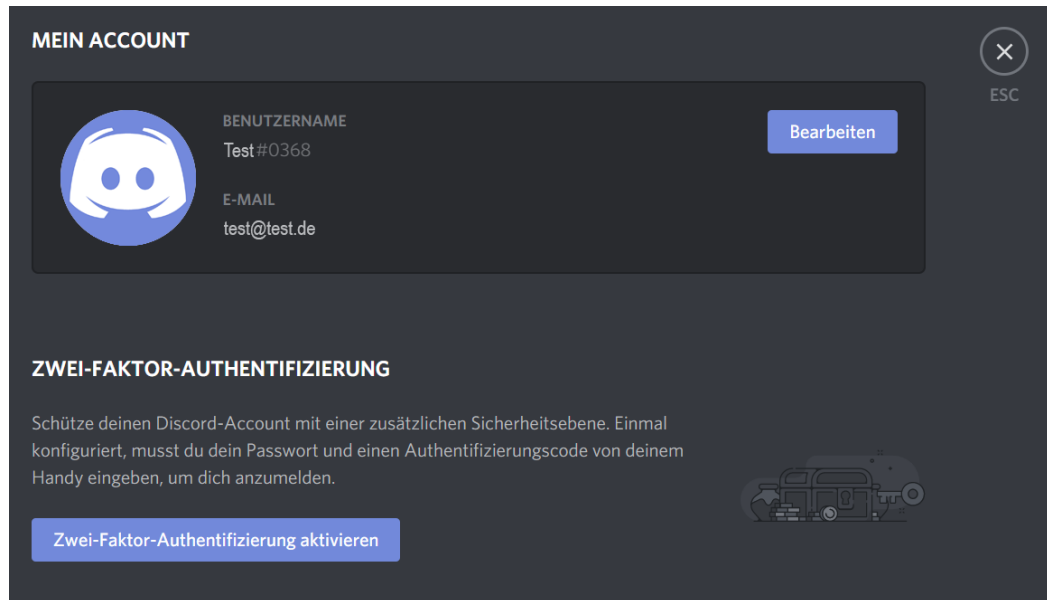 MEIN ACCOUNT
ESC
BENUTZERNAME
Test#0368
Bearbeiten
E-MAIL
test@test.de
ZWEI-FAKTOR-AUTHENTIFIZIERUNG
Schütze deinen Discord-Account mit einer zusätzlichen Sicherheitsebene. Einmal
konfiguriert, musst du dein Passwort und einen Authentifizierungscode von deinem
Handy eingeben, um dich anzumelden.
Zwei-Faktor-Authentifizierung aktivieren